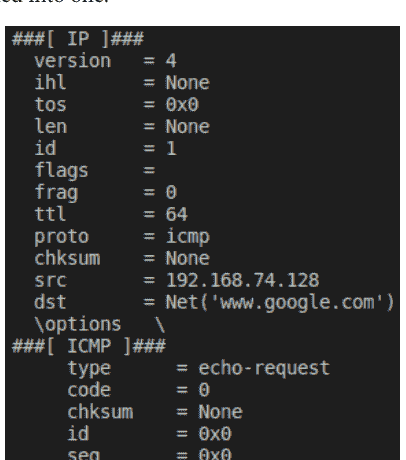 into one.
###[ IP ]###
  version   = 4
  ihl       = None
  tos       = 0x0
  len       = None
  id        = 1
  flags     =
  frag      = 0
  ttl       = 64
  proto     = icmp
  chksum    = None
  src       = 192.168.74.128
  dst       = Net('www.google.com')
  \options   \
###[ ICMP ]###
     type      = echo-request
     code      = 0
     chksum    = None
     id        = 0x0
     seq       = 0x0